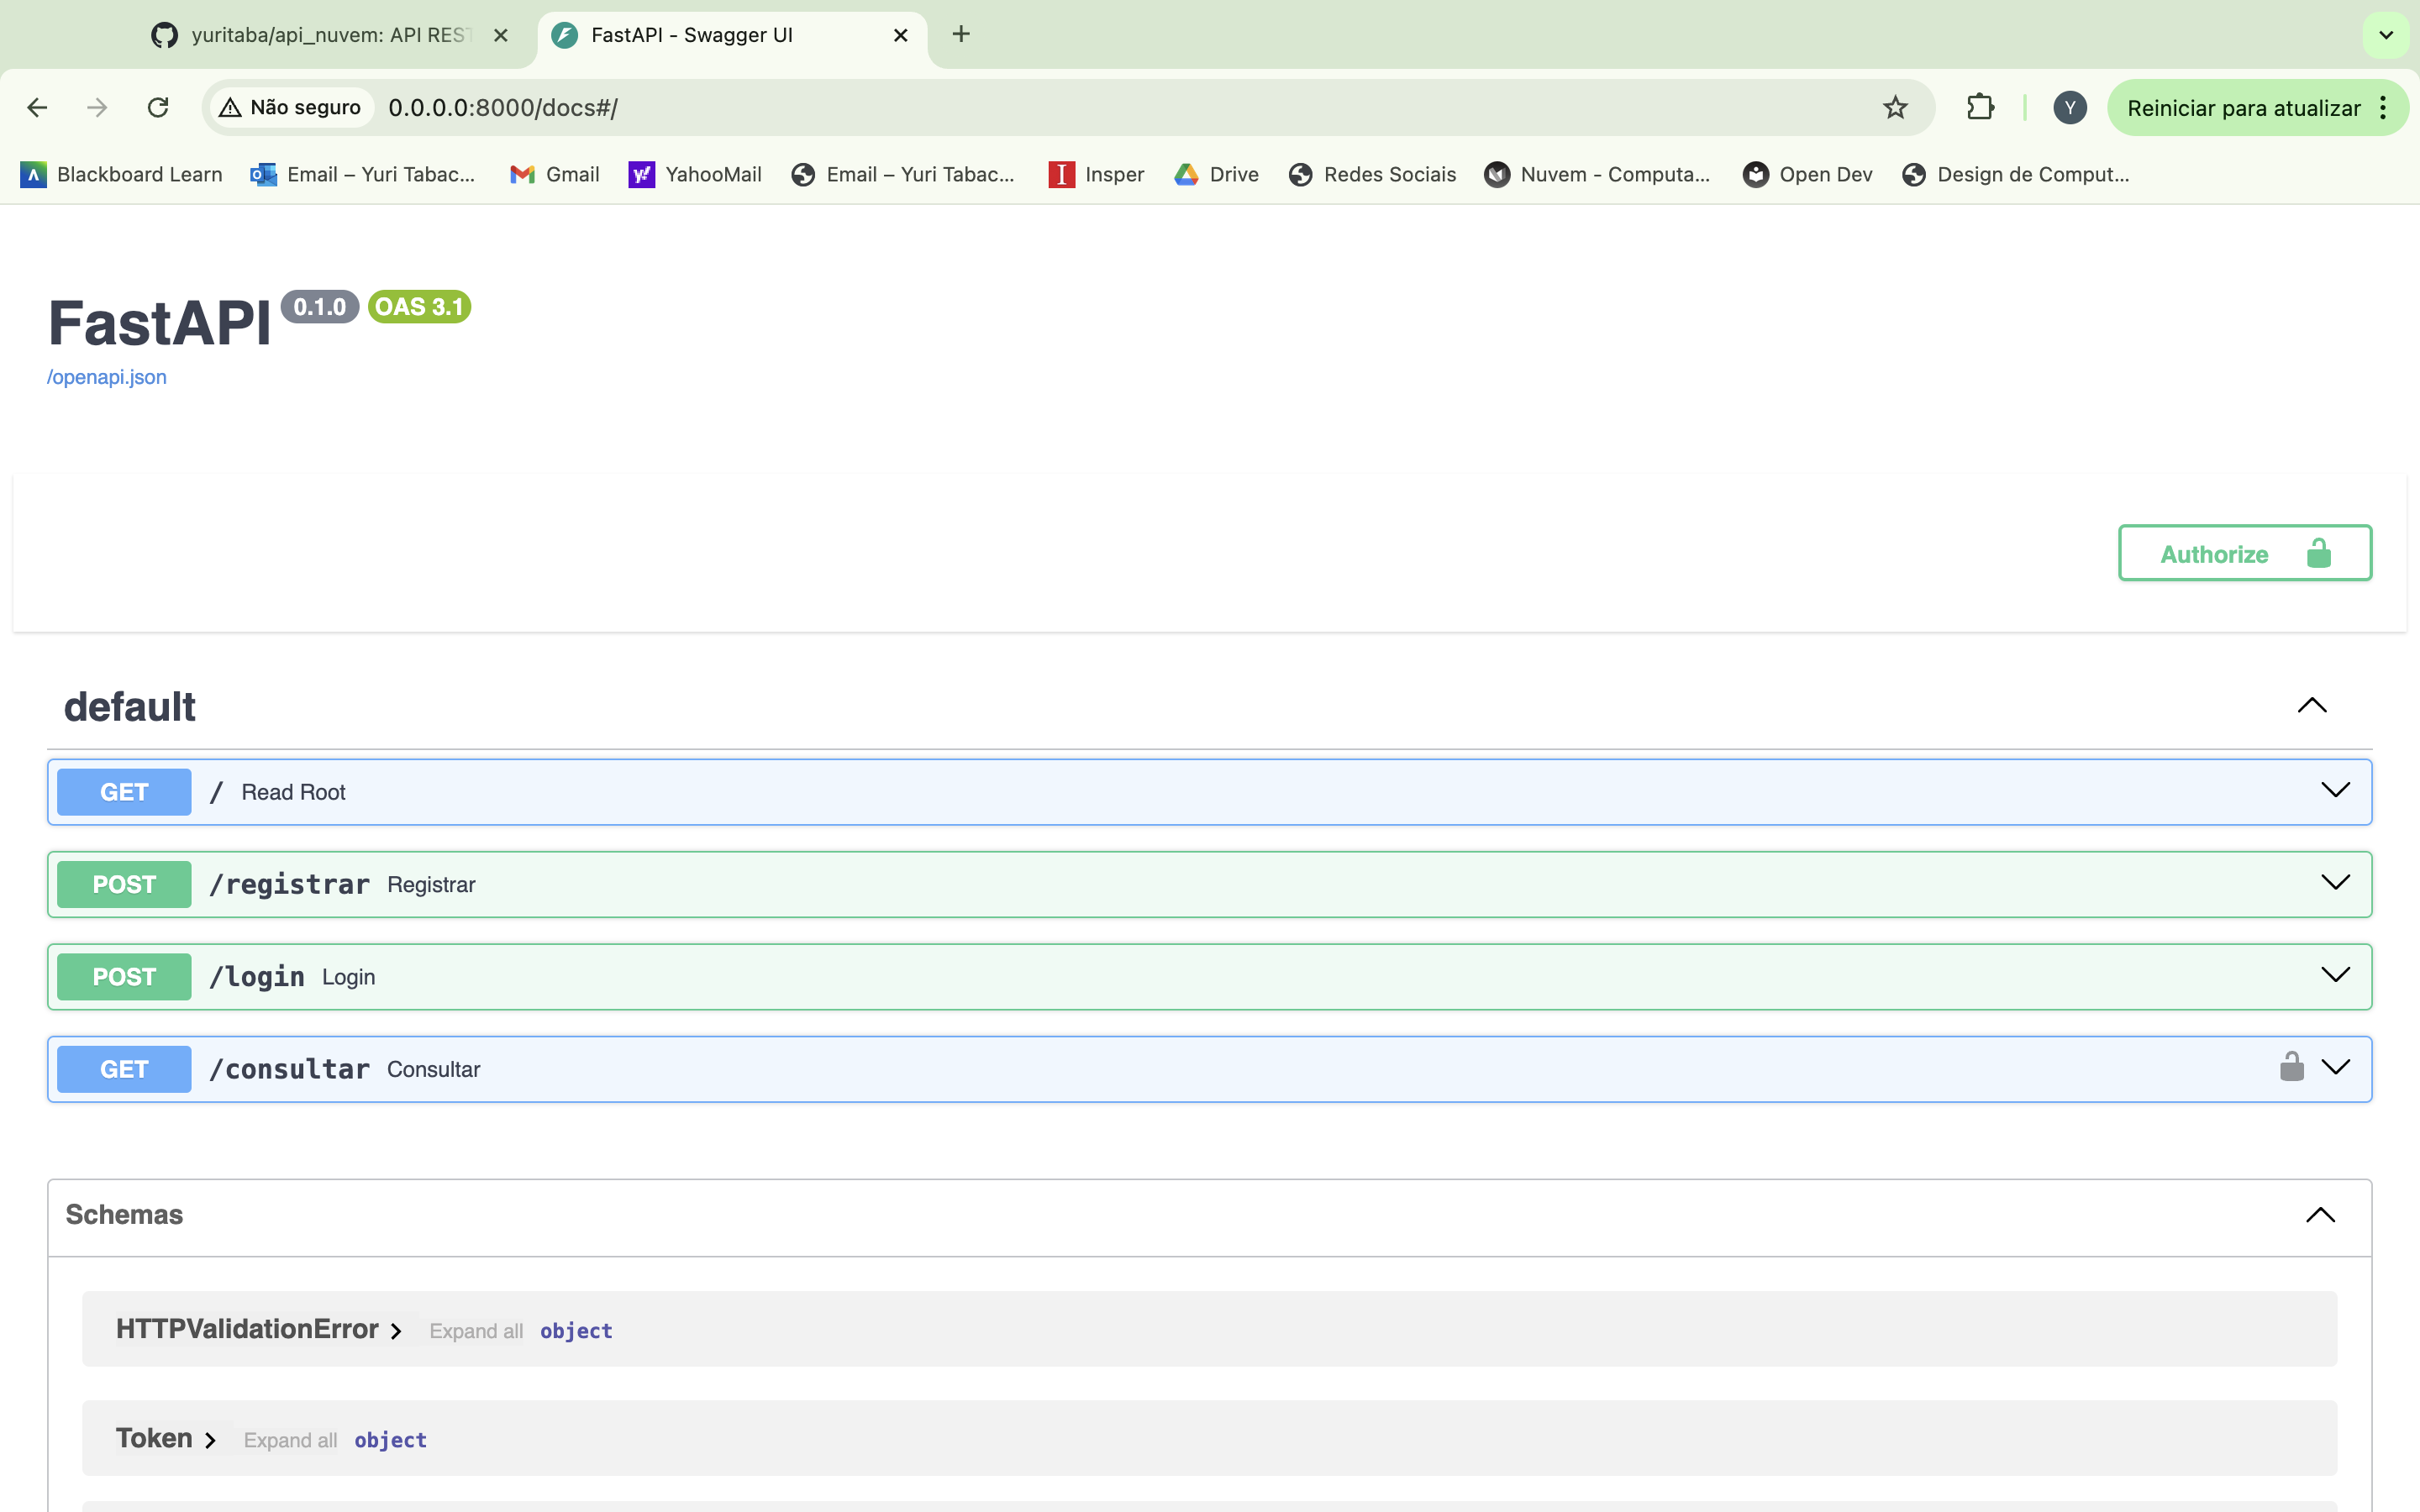 yuritaba/api_nuvem: API REST
FastAPI - Swagger UI
Não seguro 0.0.0.0:8000/docs#/
Y
Reiniciar para atualizar
Blackboard Learn
Email – Yuri Tabac...
Gmail
YahooMail
Email – Yuri Tabac...
Insper
Drive
Redes Sociais
Nuvem - Computa...
Open Dev
Design de Comput...
FastAPI 0.1.0 OAS 3.1
/openapi.json
Authorize
default
GET / Read Root
POST /registrar Registrar
POST /login Login
GET /consultar Consultar
Schemas
HTTPValidationError Expand all object
Token Expand all object